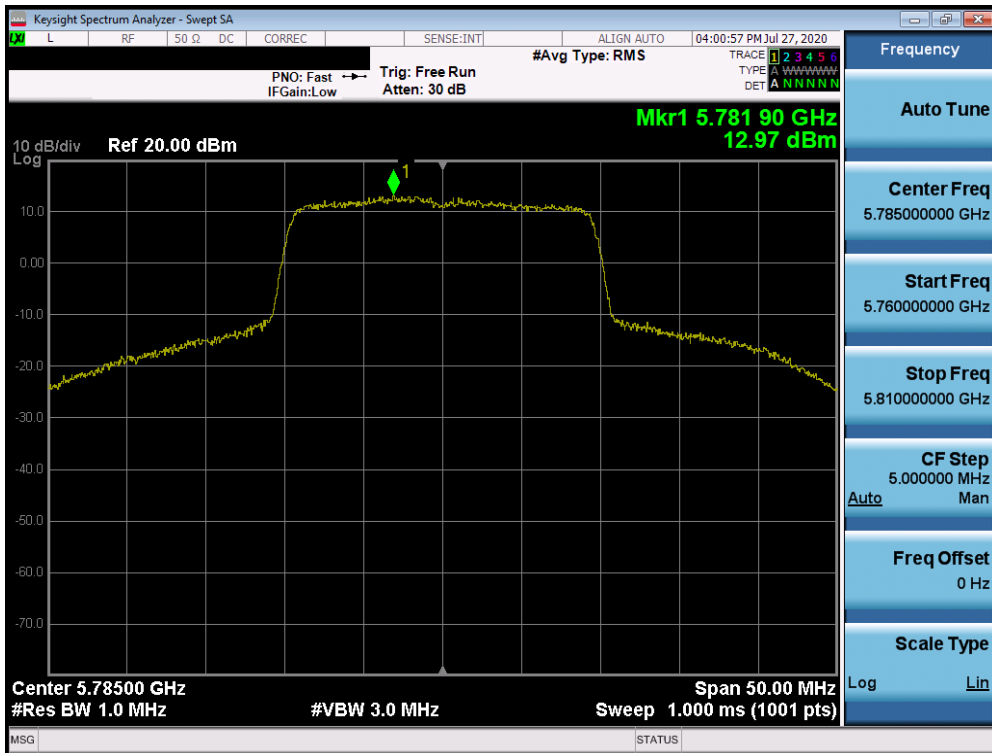 Keysight Spectrum Analyzer - Swept SA
LXI L RF 50 Ω DC CORREC SENSE:INT ALIGN AUTO 04:00:57 PM Jul 27, 2020
PNO: Fast
IFGain:Low
Trig: Free Run
Atten: 30 dB
#Avg Type: RMS
TRACE 1 2 3 4 5 6
TYPE A WWWWW
DET A N N N N N
Frequency
Mkr1 5.781 90 GHz
12.97 dBm
10 dB/div
Log
Ref 20.00 dBm
1
10.0
0.00
-10.0
-20.0
-30.0
-40.0
-50.0
-60.0
-70.0
Center 5.78500 GHz
Span 50.00 MHz
#Res BW 1.0 MHz
#VBW 3.0 MHz
Sweep 1.000 ms (1001 pts)
Auto Tune
Center Freq
5.785000000 GHz
Start Freq
5.760000000 GHz
Stop Freq
5.810000000 GHz
CF Step
5.000000 MHz
Auto Man
Freq Offset
0 Hz
Scale Type
Log Lin
MSG STATUS